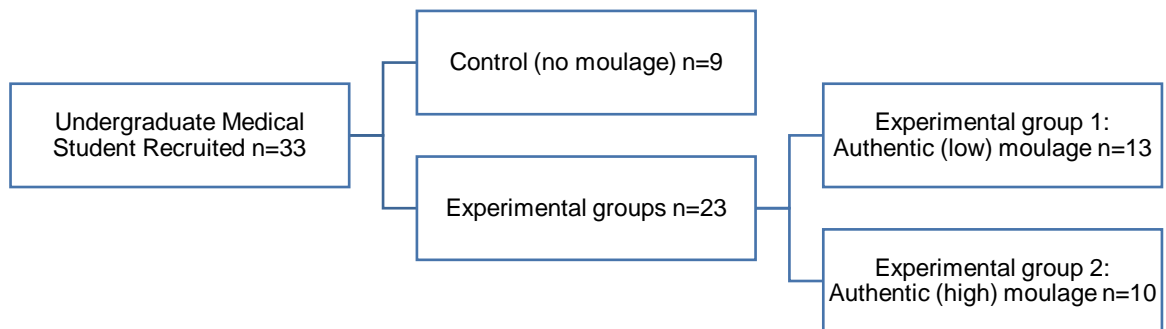 Control (no moulage) n=9
Undergraduate Medical
Student Recruited n=33
Experimental group 1:
Authentic (low) moulage n=13
Experimental groups n=23
Experimental group 2:
Authentic (high) moulage n=10